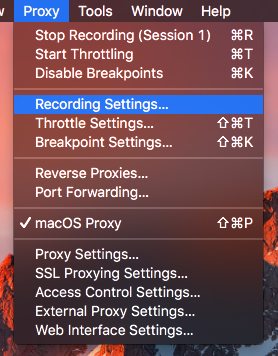 w Proxy Tools Window Help
Stop Recording (Session 1) ⌘R
Start Throttling ⌘T
Disable Breakpoints ⌘K
Recording Settings...
Throttle Settings... ⇧⌘T
Breakpoint Settings... ⇧⌘K
Reverse Proxies...
Port Forwarding...
✓ macOS Proxy ⇧⌘P
Proxy Settings...
SSL Proxying Settings...
Access Control Settings...
External Proxy Settings...
Web Interface Settings...